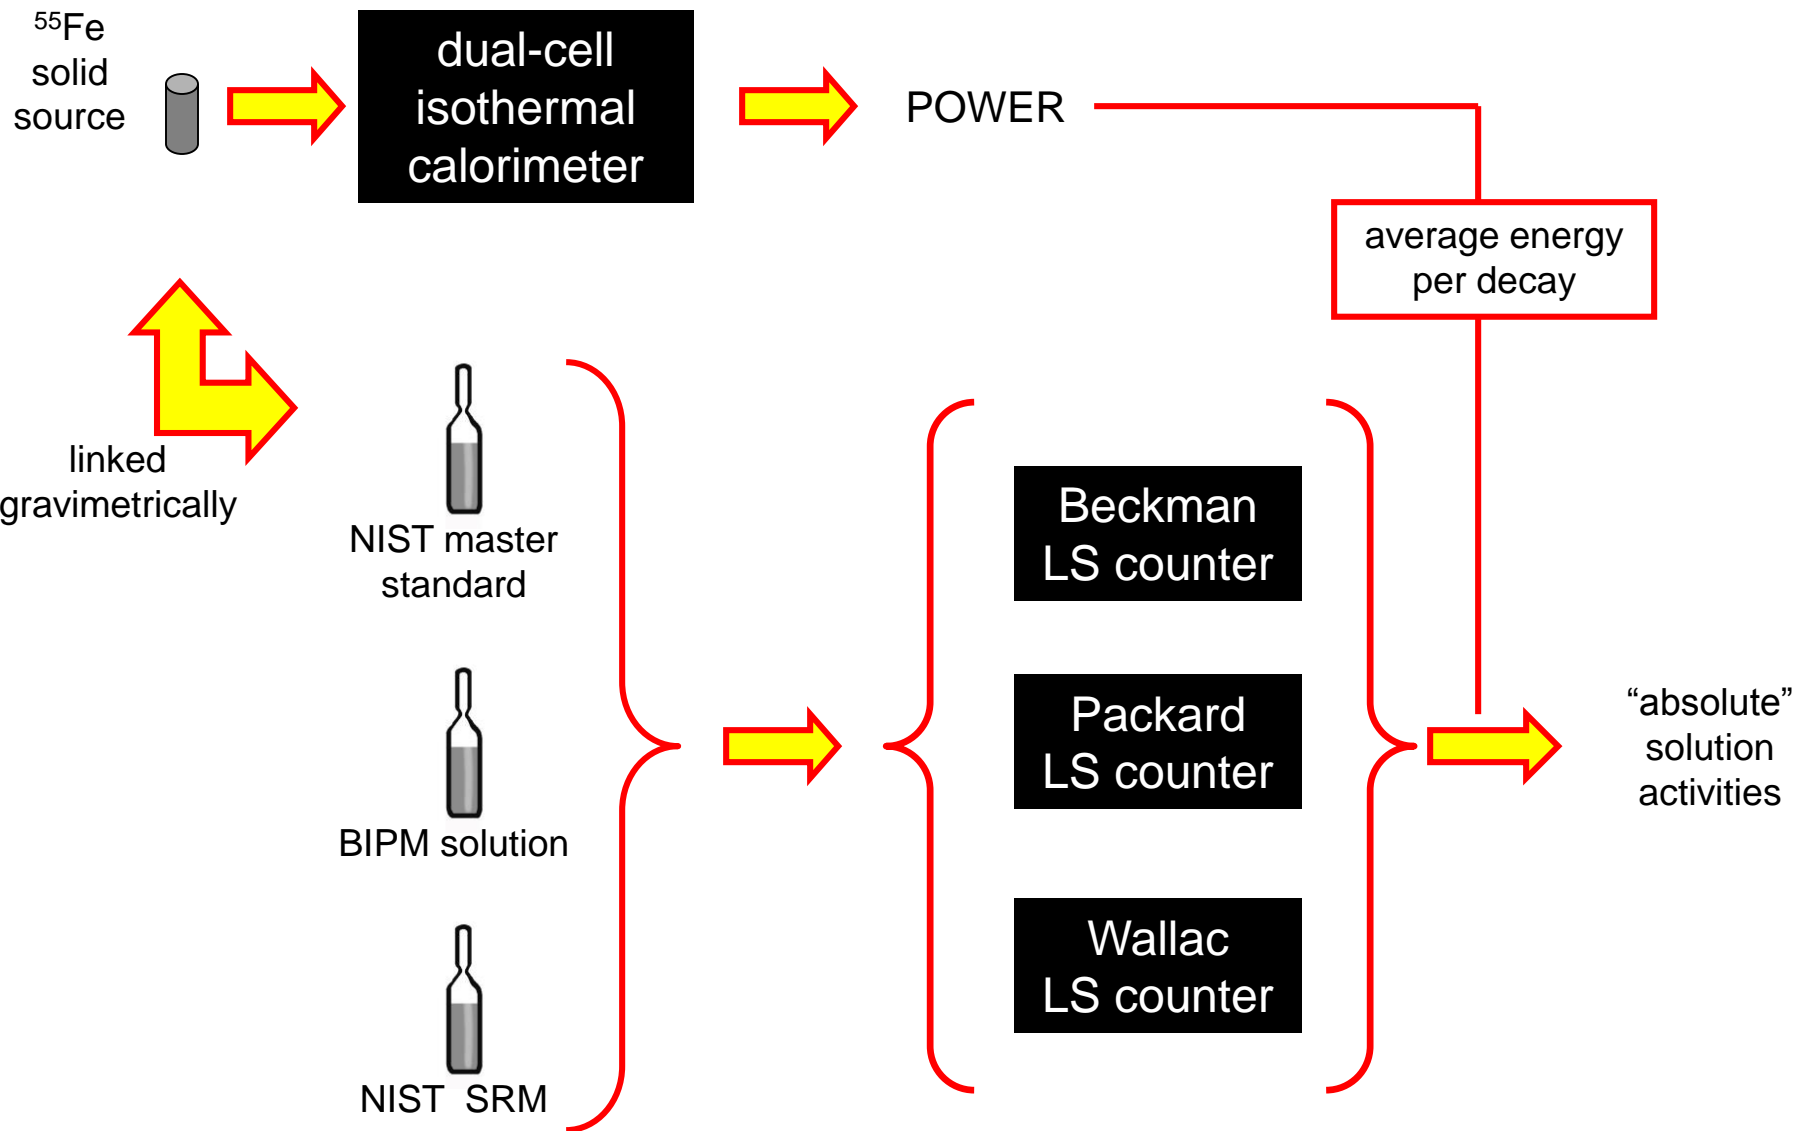 ⁵⁵Fe
solid
source
dual-cell
isothermal
calorimeter
POWER
average energy
per decay
linked
gravimetrically
NIST master
standard
BIPM solution
NIST SRM
Beckman
LS counter
Packard
LS counter
Wallac
LS counter
“absolute”
solution
activities